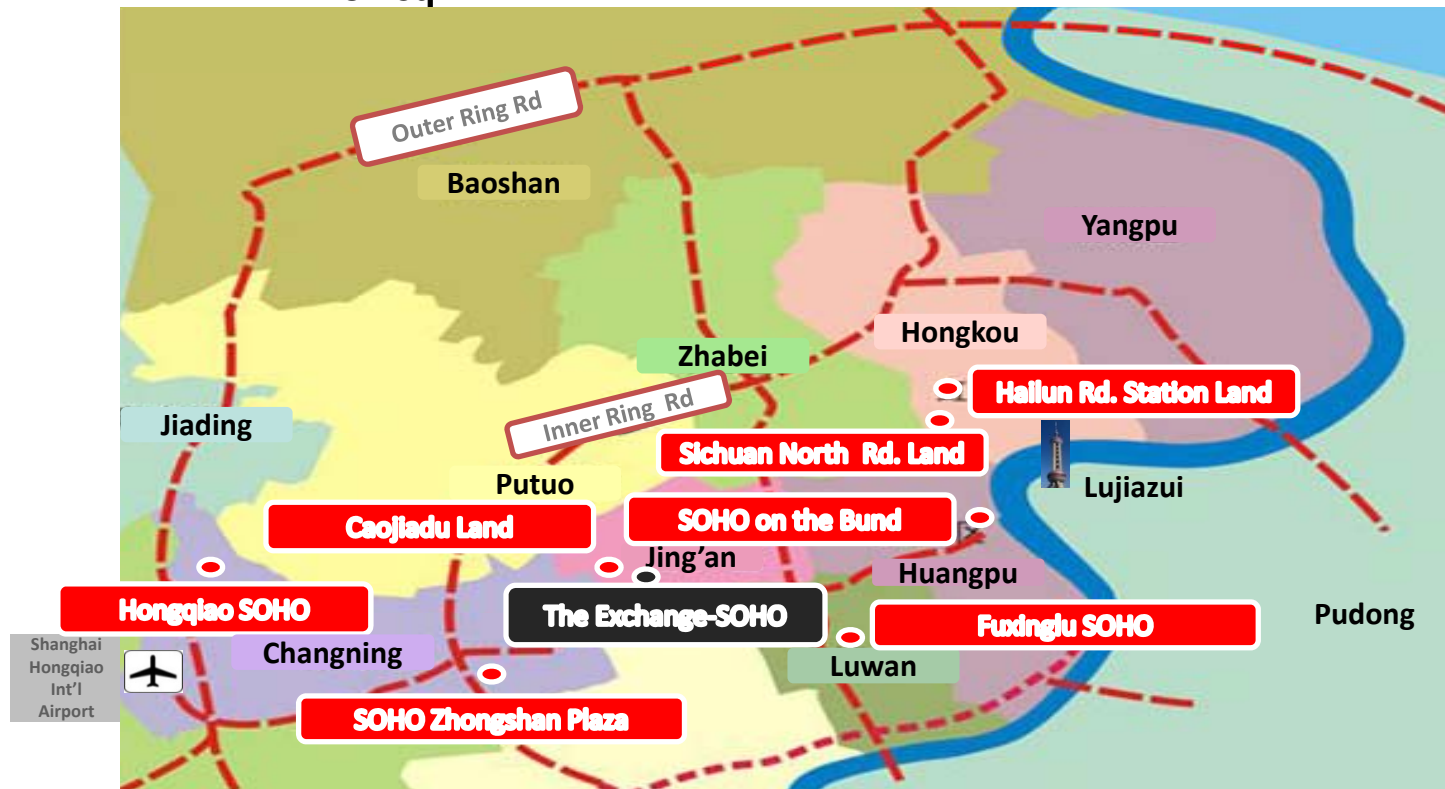 Outer Ring Rd
Baoshan
Yangpu
Hongkou
Zhabei
Hailun Rd. Station Land
Inner Ring Rd
Jiading
Sichuan North Rd. Land
Putuo
Lujiazui
Caojiadu Land
SOHO on the Bund
Jing'an
Huangpu
Hongqiao SOHO
The Exchange-SOHO
Fuxinglu SOHO
Pudong
Shanghai
Hongqiao
Int'l
Airport
Changning
Luwan
SOHO Zhongshan Plaza